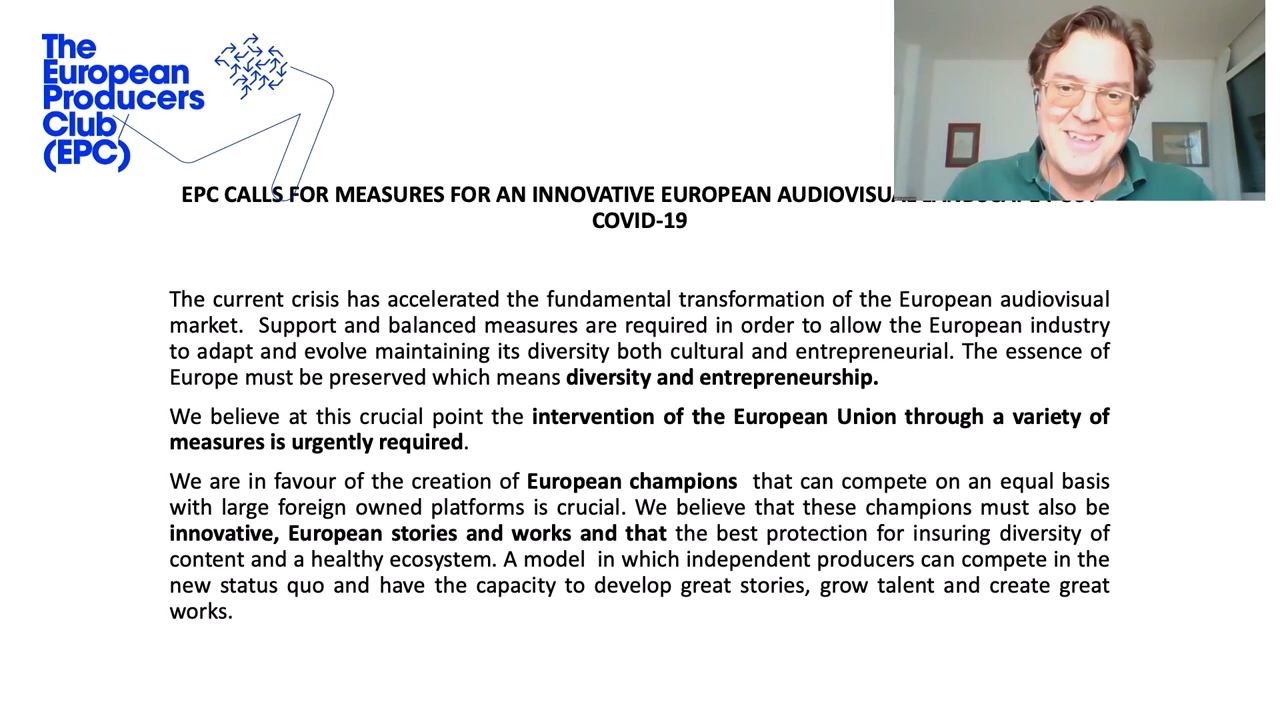 The
European
Producers
Club
(EPC)
EPC CALLS FOR MEASURES FOR AN INNOVATIVE EUROPEAN AUDIOVISUAL
COVID-19
The current crisis has accelerated the fundamental transformation of the European audiovisual
market.  Support and balanced measures are required in order to allow the European industry
to adapt and evolve maintaining its diversity both cultural and entrepreneurial. The essence of
Europe must be preserved which means diversity and entrepreneurship.
We believe at this crucial point the intervention of the European Union through a variety of
measures is urgently required.
We are in favour of the creation of European champions  that can compete on an equal basis
with large foreign owned platforms is crucial. We believe that these champions must also be
innovative, European stories and works and that the best protection for insuring diversity of
content and a healthy ecosystem. A model  in which independent producers can compete in the
new status quo and have the capacity to develop great stories, grow talent and create great
works.